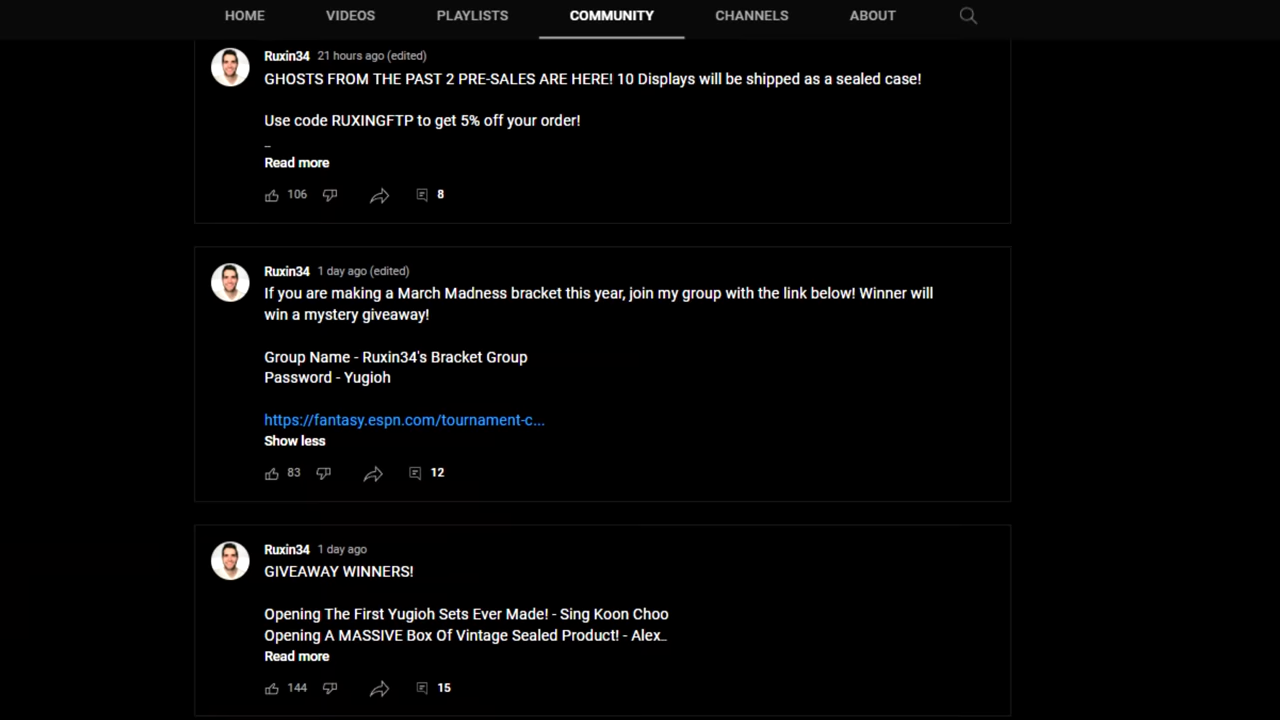 HOME VIDEOS PLAYLISTS COMMUNITY CHANNELS ABOUT
Ruxin34 21 hours ago (edited)
GHOSTS FROM THE PAST 2 PRE-SALES ARE HERE! 10 Displays will be shipped as a sealed case!
Use code RUXINGFTP to get 5% off your order!
...
Read more
106 8
Ruxin34 1 day ago (edited)
If you are making a March Madness bracket this year, join my group with the link below! Winner will
win a mystery giveaway!
Group Name - Ruxin34's Bracket Group
Password - Yugioh
https://fantasy.espn.com/tournament-c...
Show less
83 12
Ruxin34 1 day ago
GIVEAWAY WINNERS!
Opening The First Yugioh Sets Ever Made! - Sing Koon Choo
Opening A MASSIVE Box Of Vintage Sealed Product! - Alex...
Read more
144 15